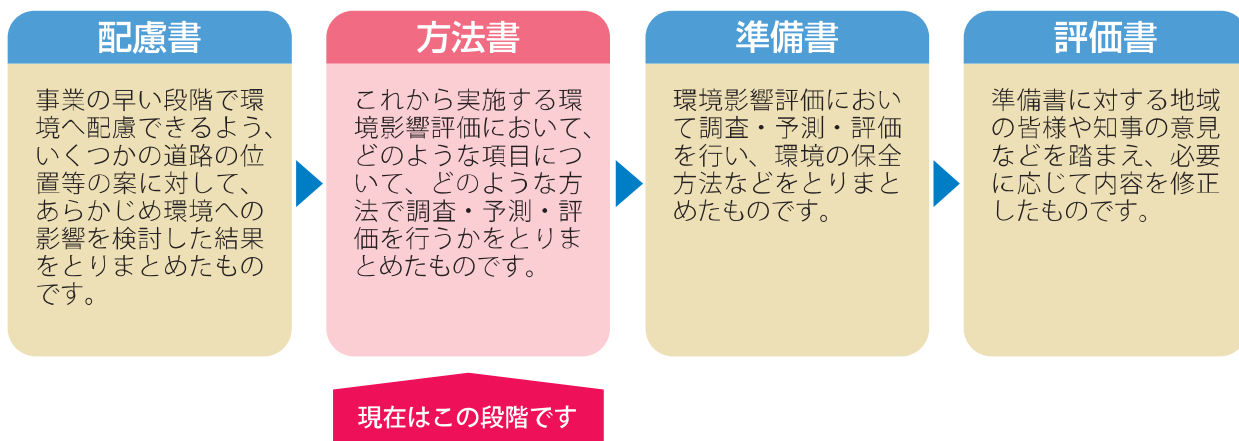 配慮書
事業の早い段階で環
境へ配慮できるよう、
いくつかの道路の位
置等の案に対して、
あらかじめ環境への
影響を検討した結果
をとりまとめたもの
です。
方法書
これから実施する環
境影響評価において、
どのような項目につ
いて、どのような方
法で調査・予測・評
価を行うかをとりま
とめたものです。
準備書
環境影響評価におい
て調査・予測・評価
を行い、環境の保全
方法などをとりまと
めたものです。
評価書
準備書に対する地域
の皆様や知事の意見
などを踏まえ、必要
に応じて内容を修正
したものです。
現在はこの段階です